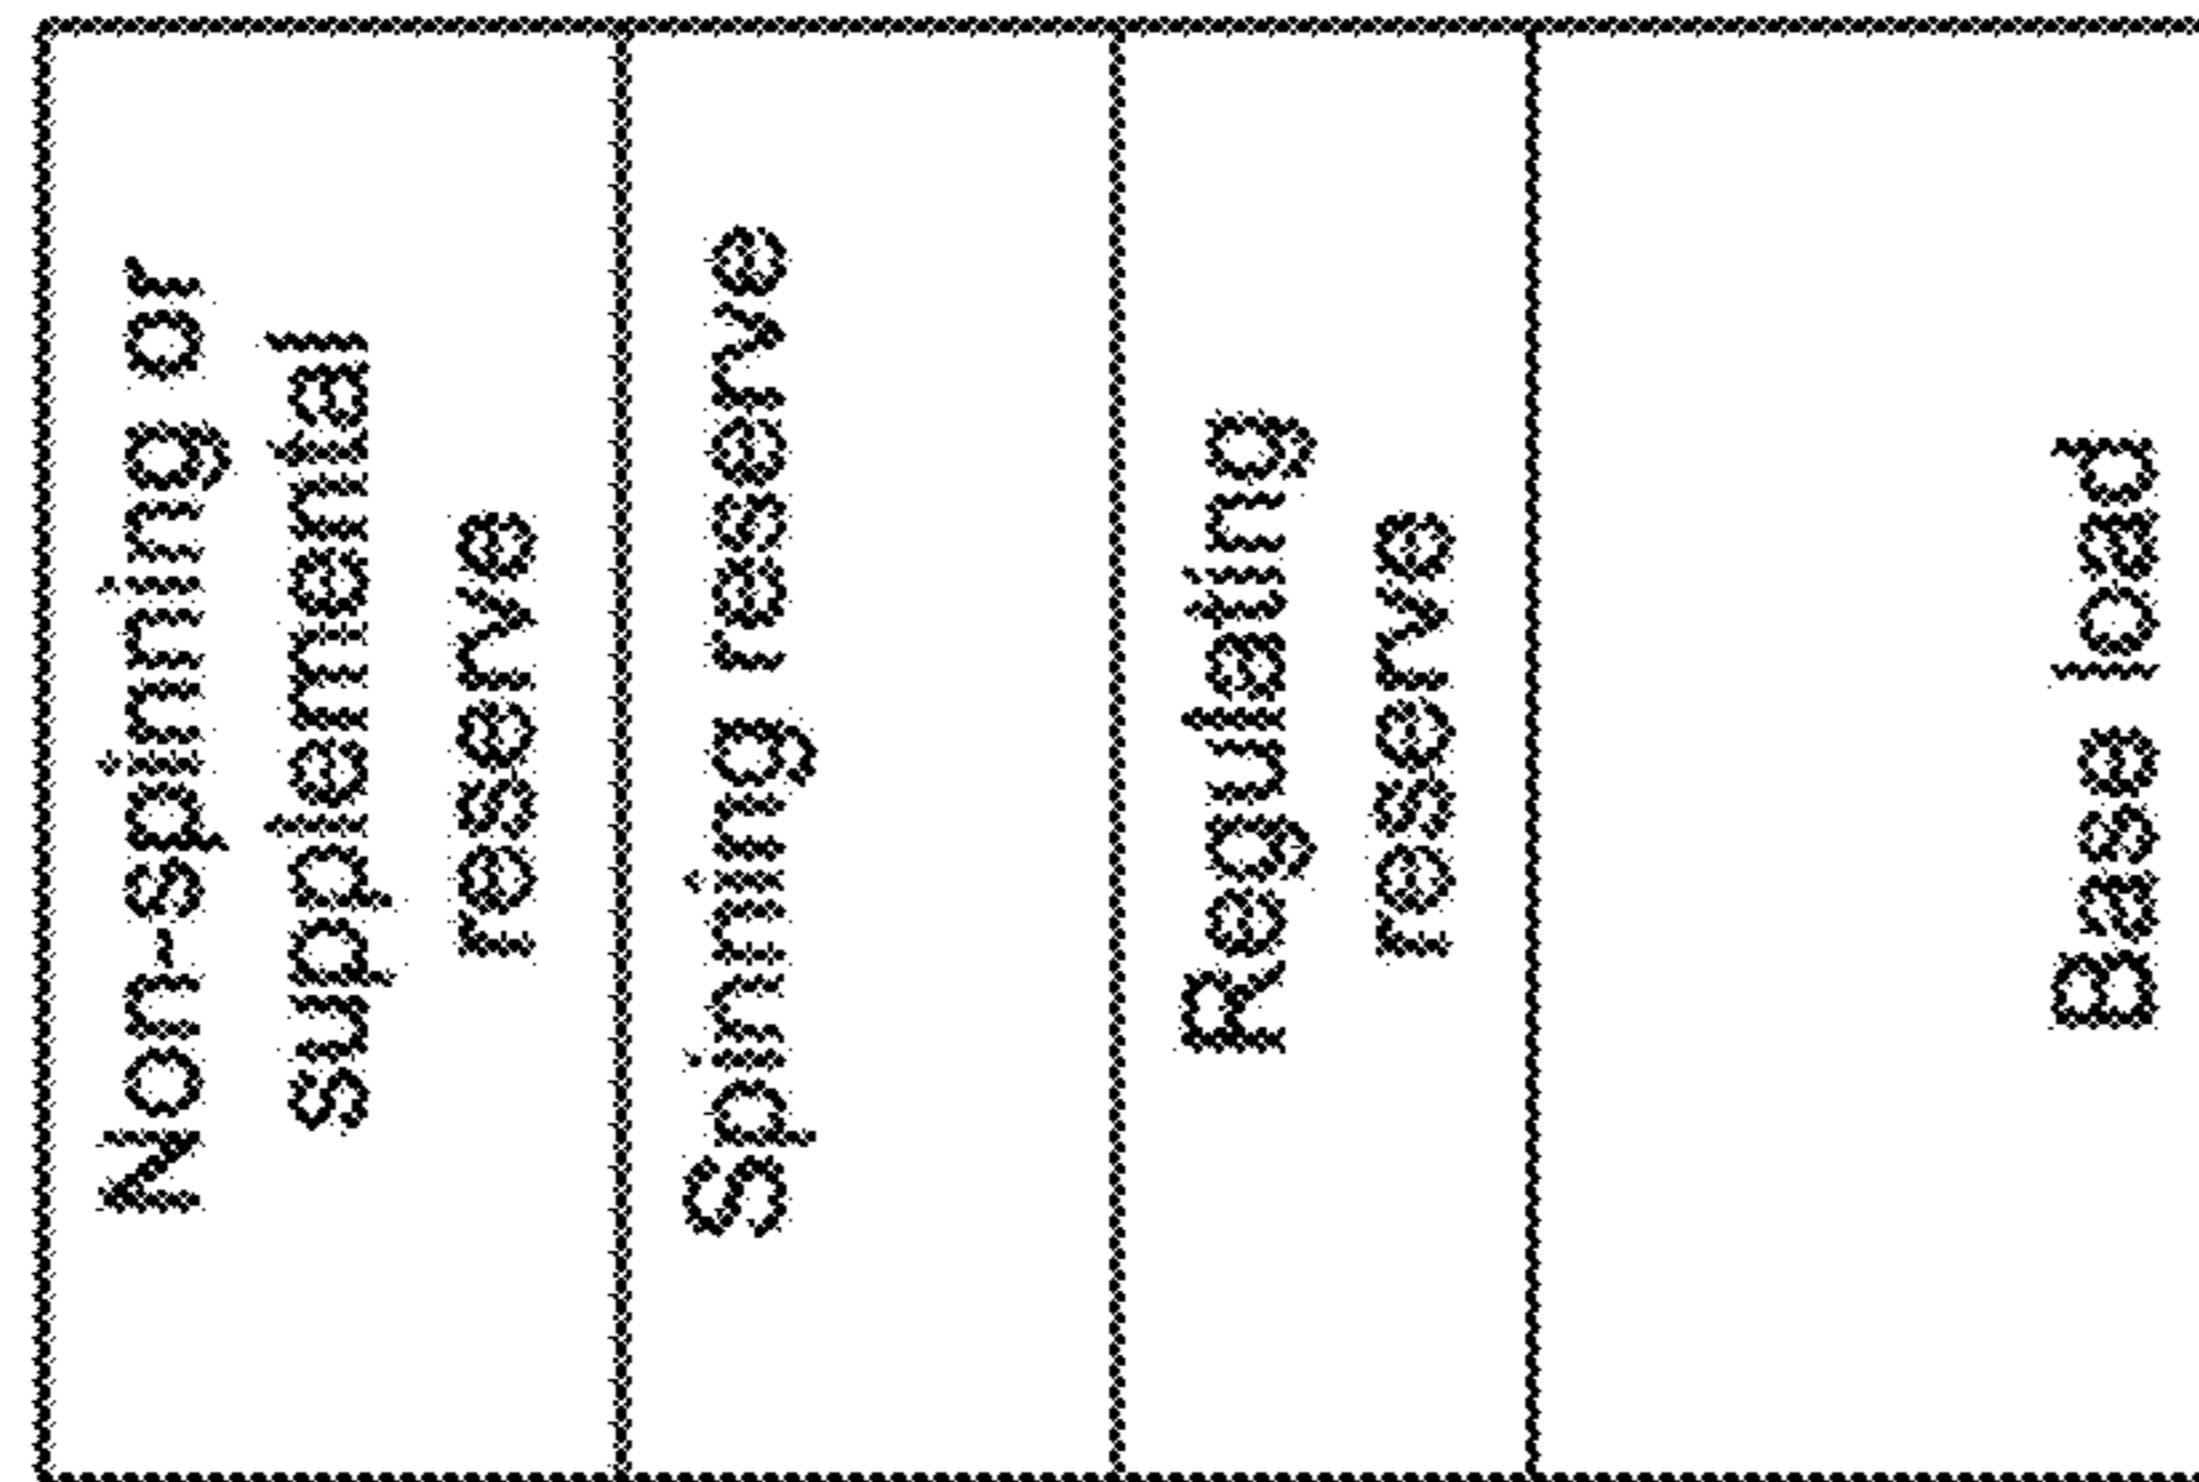 Non-spinning or
supplemental
reserve
Spinning reserve
Regulating
reserve
Base load